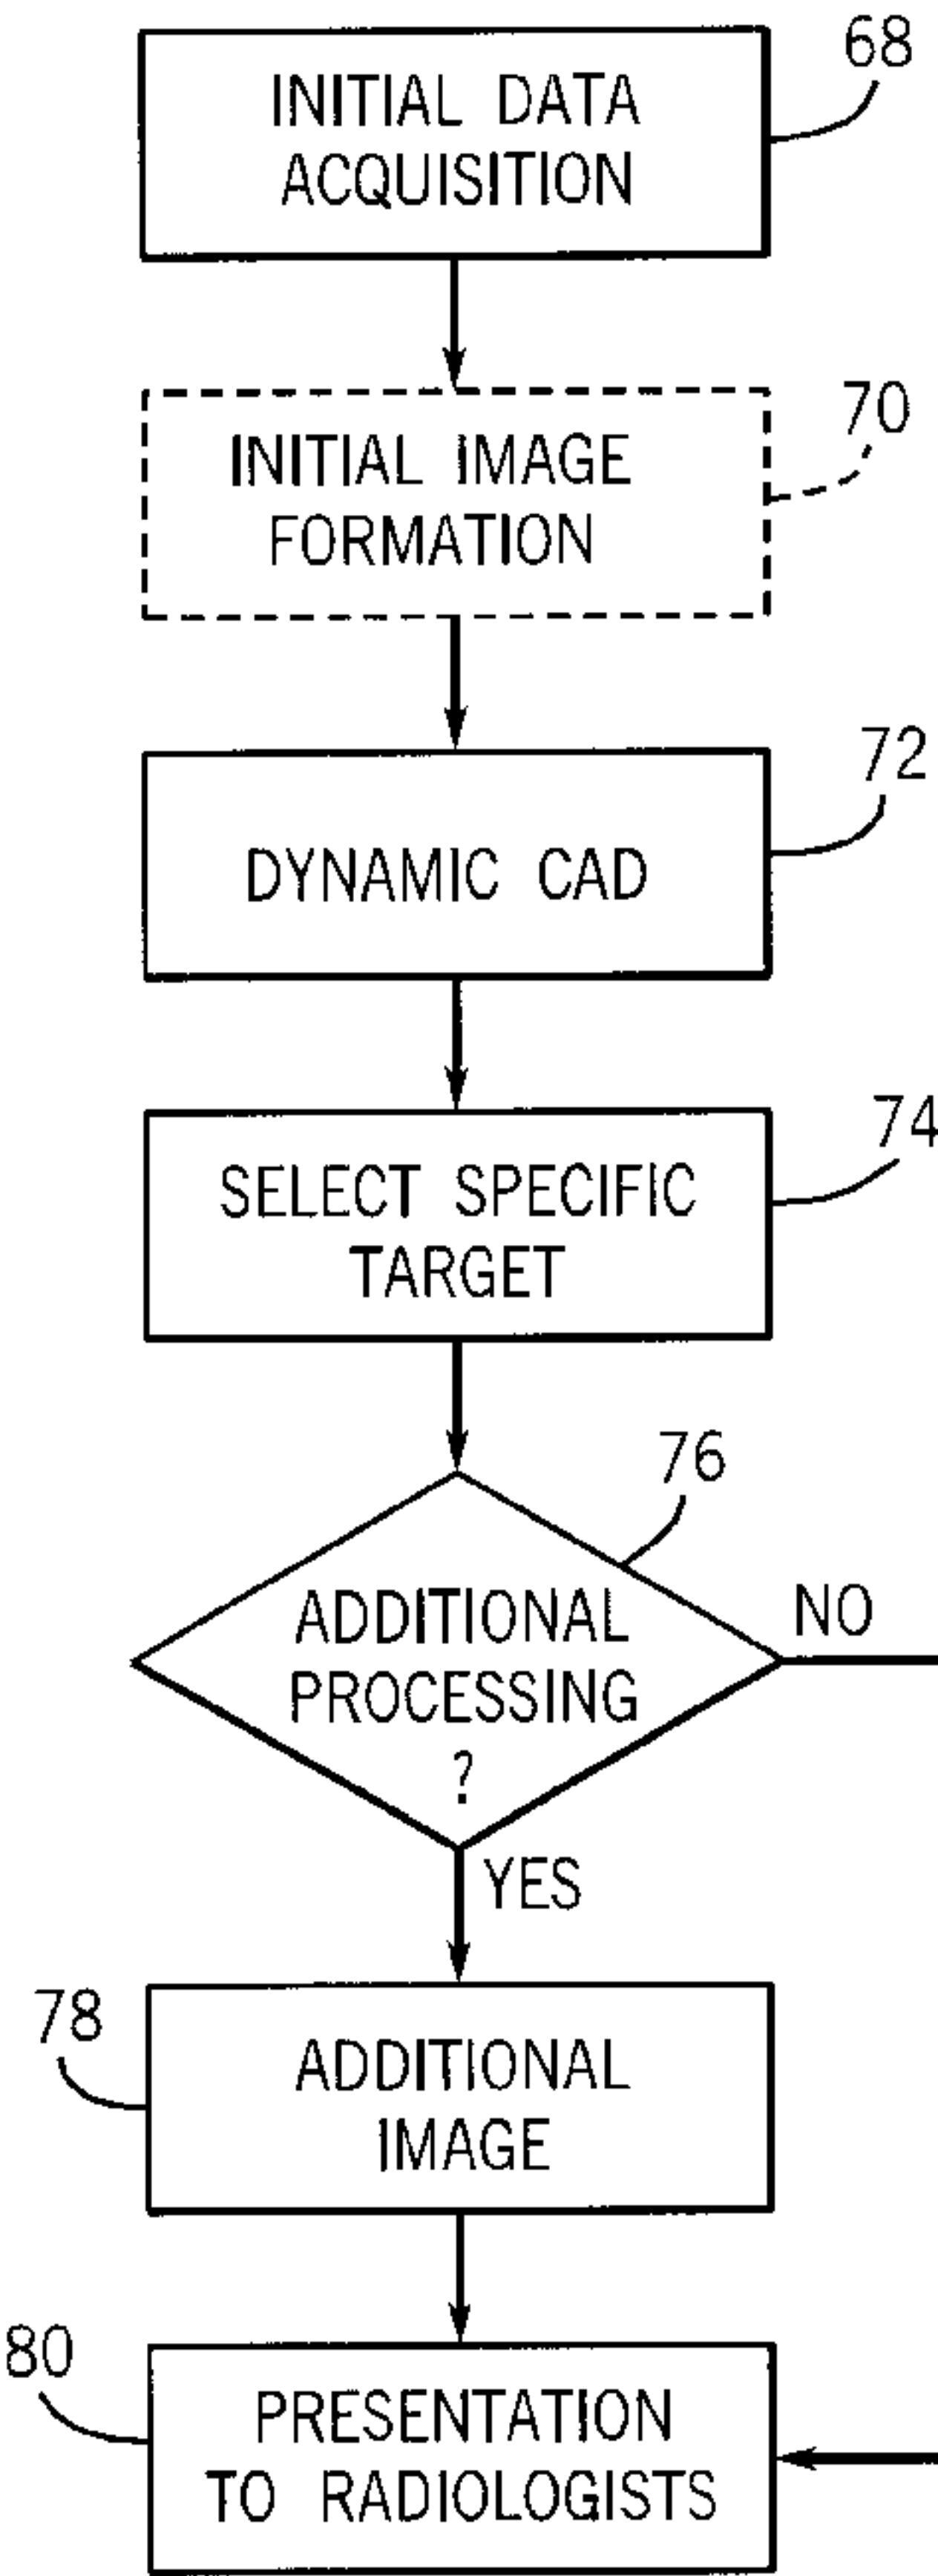 68
INITIAL DATA
ACQUISITION
70
INITIAL IMAGE
FORMATION
72
DYNAMIC CAD
74
SELECT SPECIFIC
TARGET
76
ADDITIONAL
PROCESSING
?
NO
YES
78
ADDITIONAL
IMAGE
80
PRESENTATION
TO RADIOLOGISTS